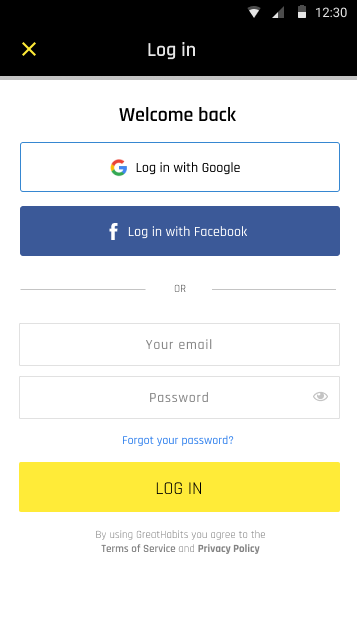 12:30
Log in
Welcome back
Log in with Google
Log in with Facebook
OR
Your email
Password
Forgot your password?
LOG IN
By using GreatHabits you agree to the
Terms of Service and Privacy Policy